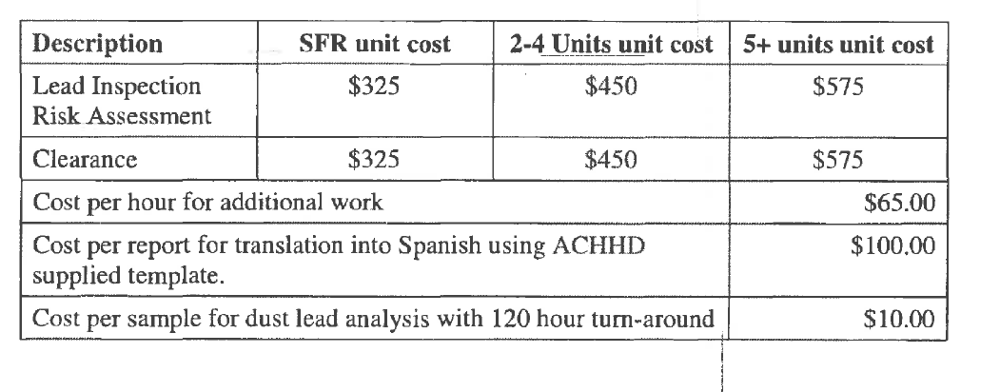 Description SFR unit cost 2-4 Units unit cost 5+ units unit cost
Lead Inspection $325 $450 $575
Risk Assessment
Clearance $325 $450 $575
Cost per hour for additional work $65.00
Cost per report for translation into Spanish using ACHHD $100.00
supplied template.
Cost per sample for dust lead analysis with 120 hour turn-around $10.00